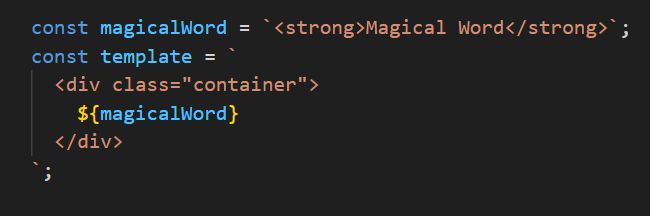 const magicalWord = `<strong>Magical Word</strong>`;
const template = `
  <div class="container">
    ${magicalWord}
  </div>
`;